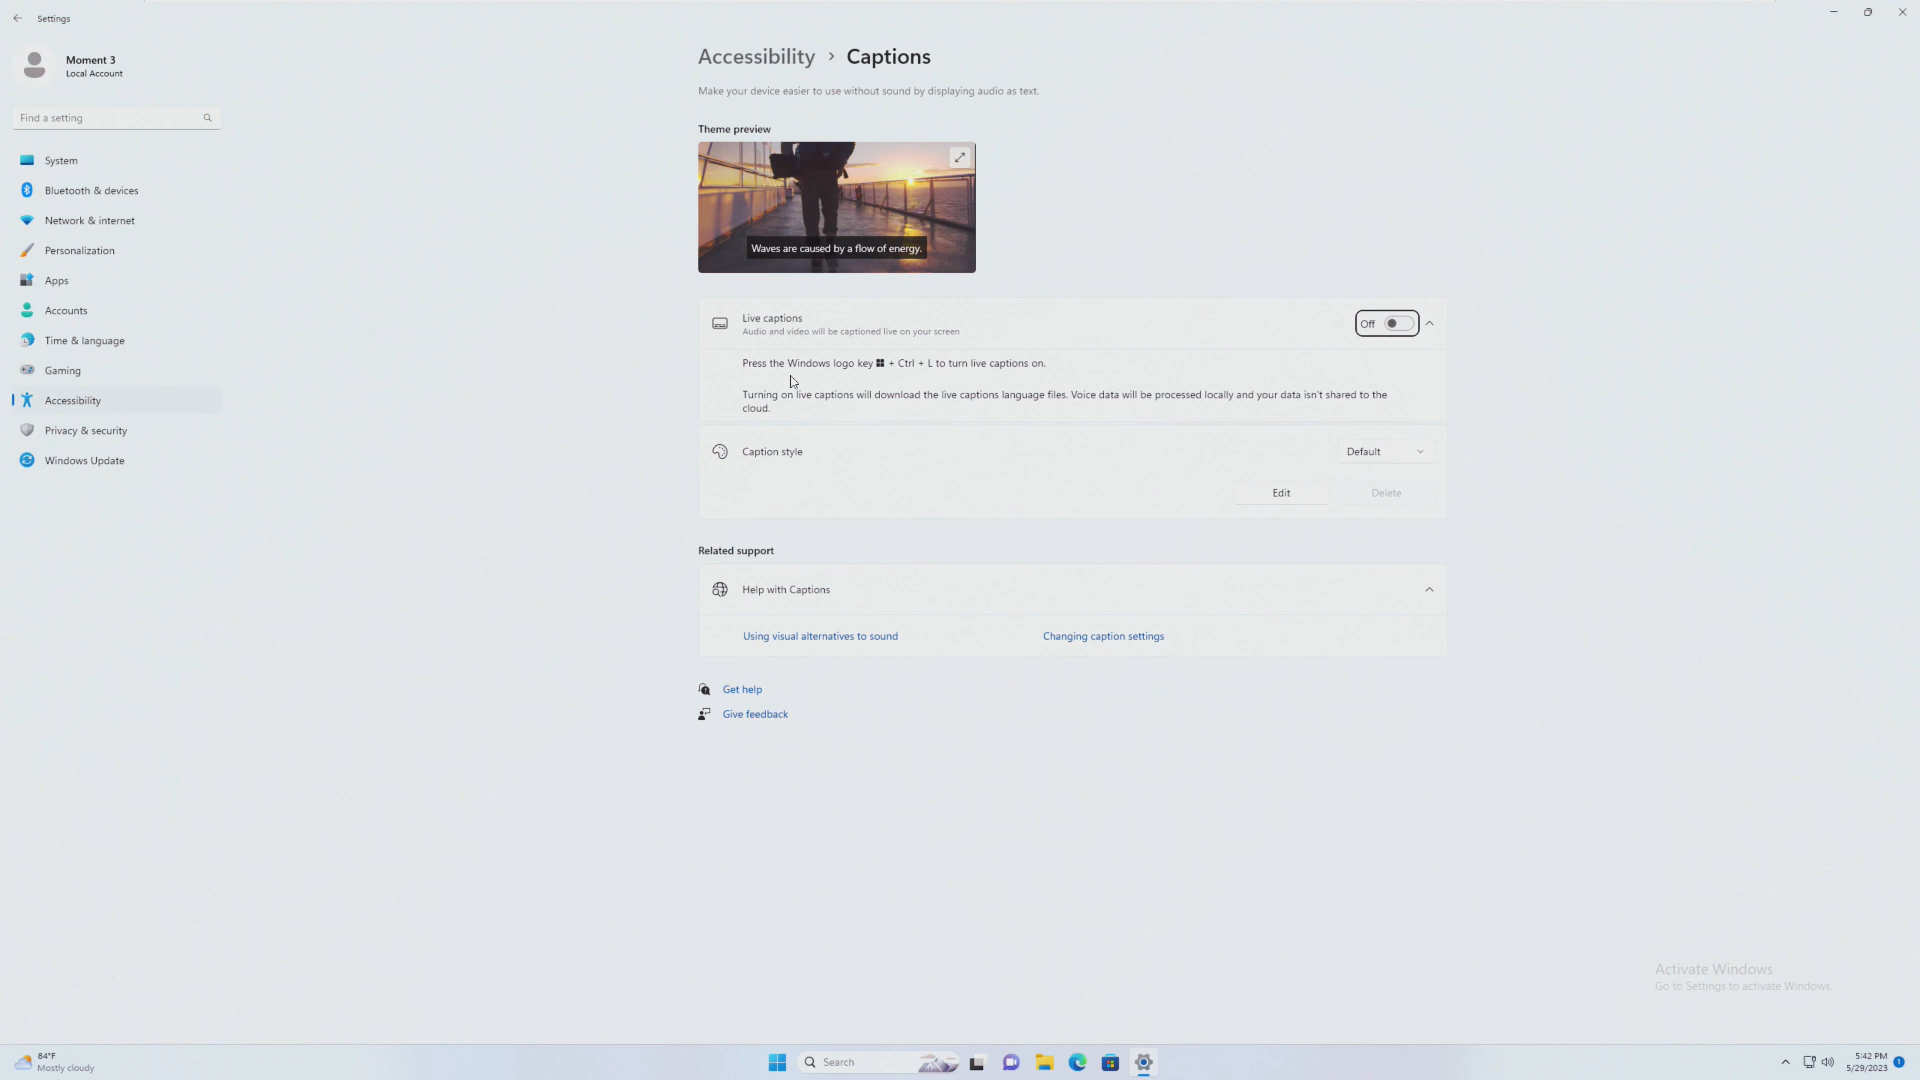 Settings
Moment 3
Local Account
Find a setting
System
Bluetooth & devices
Network & internet
Personalization
Apps
Accounts
Time & language
Gaming
Accessibility
Privacy & security
Windows Update
Accessibility › Captions
Make your device easier to use without sound by displaying audio as text.
Theme preview
Waves are caused by a flow of energy.
Live captions
Audio and video will be captioned live on your screen
Off
Press the Windows logo key + Ctrl + L to turn live captions on.
Turning on live captions will download the live captions language files. Voice data will be processed locally and your data isn't shared to the
cloud.
Caption style
Default
Edit
Delete
Related support
Help with Captions
Using visual alternatives to sound
Changing caption settings
Get help
Give feedback
Activate Windows
Go to Settings to activate Windows.
84°F
Mostly cloudy
Search
5:42 PM
5/29/2023
1